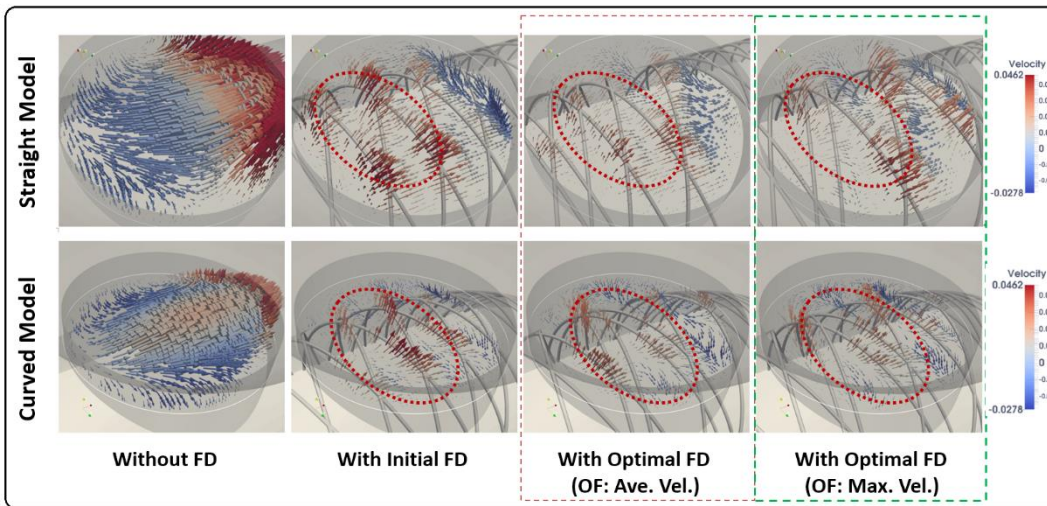 Straight Model
Velocity
0.0462
0
-0.0278
Curved Model
Velocity
0.0462
0
-0.0278
Without FD
With Initial FD
With Optimal FD
(OF: Ave. Vel.)
With Optimal FD
(OF: Max. Vel.)